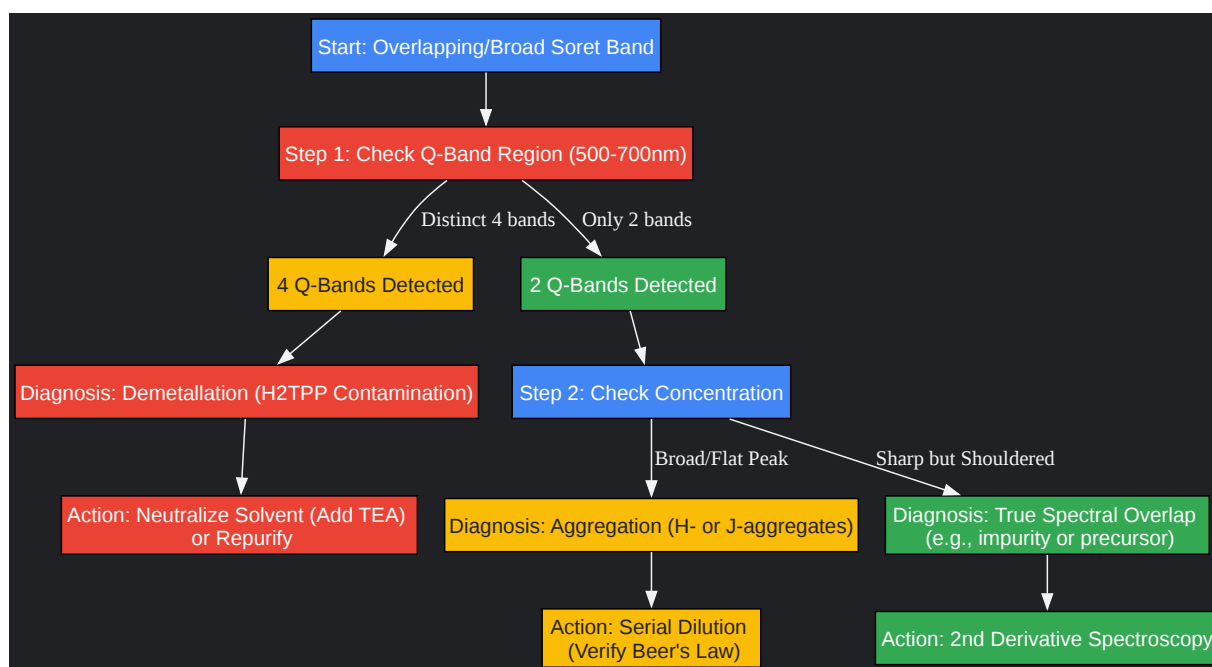 Start: Overlapping/Broad Soret Band
Step 1: Check Q-Band Region (500-700nm)
Distinct 4 bands
Only 2 bands
4 Q-Bands Detected
2 Q-Bands Detected
Diagnosis: Demetallation (H2TPP Contamination)
Step 2: Check Concentration
Broad/Flat Peak
Sharp but Shouldered
Action: Neutralize Solvent (Add TEA)
or Repurify
Diagnosis: Aggregation (H- or J-aggregates)
Diagnosis: True Spectral Overlap
(e.g., impurity or precursor)
Action: Serial Dilution
(Verify Beer's Law)
Action: 2nd Derivative Spectroscopy